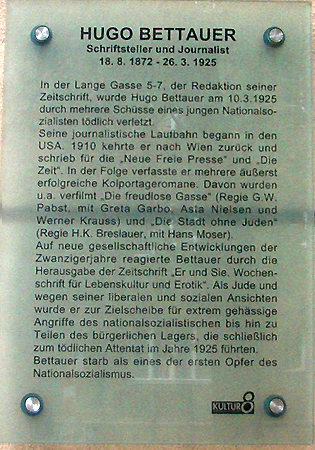 HUGO BETTAUER
Schriftsteller und Journalist
18. 8. 1872 - 26. 3. 1925
In der Lange Gasse 5-7, der Redaktion seiner
Zeitschrift, wurde Hugo Bettauer am 10.3.1925
durch mehrere Schüsse eines jungen Nationalso-
zialisten tödlich verletzt.
Seine journalistische Laufbahn begann in den
USA. 1910 kehrte er nach Wien zurück und
schrieb für die „Neue Freie Presse“ und „Die
Zeit“. In der Folge verfasste er mehrere äußerst
erfolgreiche Kolportageromane. Davon wurden
u.a. verfilmt „Die freudlose Gasse“ (Regie G.W.
Pabst, mit Greta Garbo, Asta Nielsen und
Werner Krauss) und „Die Stadt ohne Juden“
(Regie H.K. Breslauer, mit Hans Moser).
Auf neue gesellschaftliche Entwicklungen der
Zwanzigerjahre reagierte Bettauer durch die
Herausgabe der Zeitschrift „Er und Sie. Wochen-
schrift für Lebenskultur und Erotik“. Als Jude und
wegen seiner liberalen und sozialen Ansichten
wurde er zur Zielscheibe für extrem gehässige
Angriffe des nationalsozialistischen bis hin zu
Teilen des bürgerlichen Lagers, die schließlich
zum tödlichen Attentat im Jahre 1925 führten.
Bettauer starb als eines der ersten Opfer des
Nationalsozialismus.
KULTUR 8